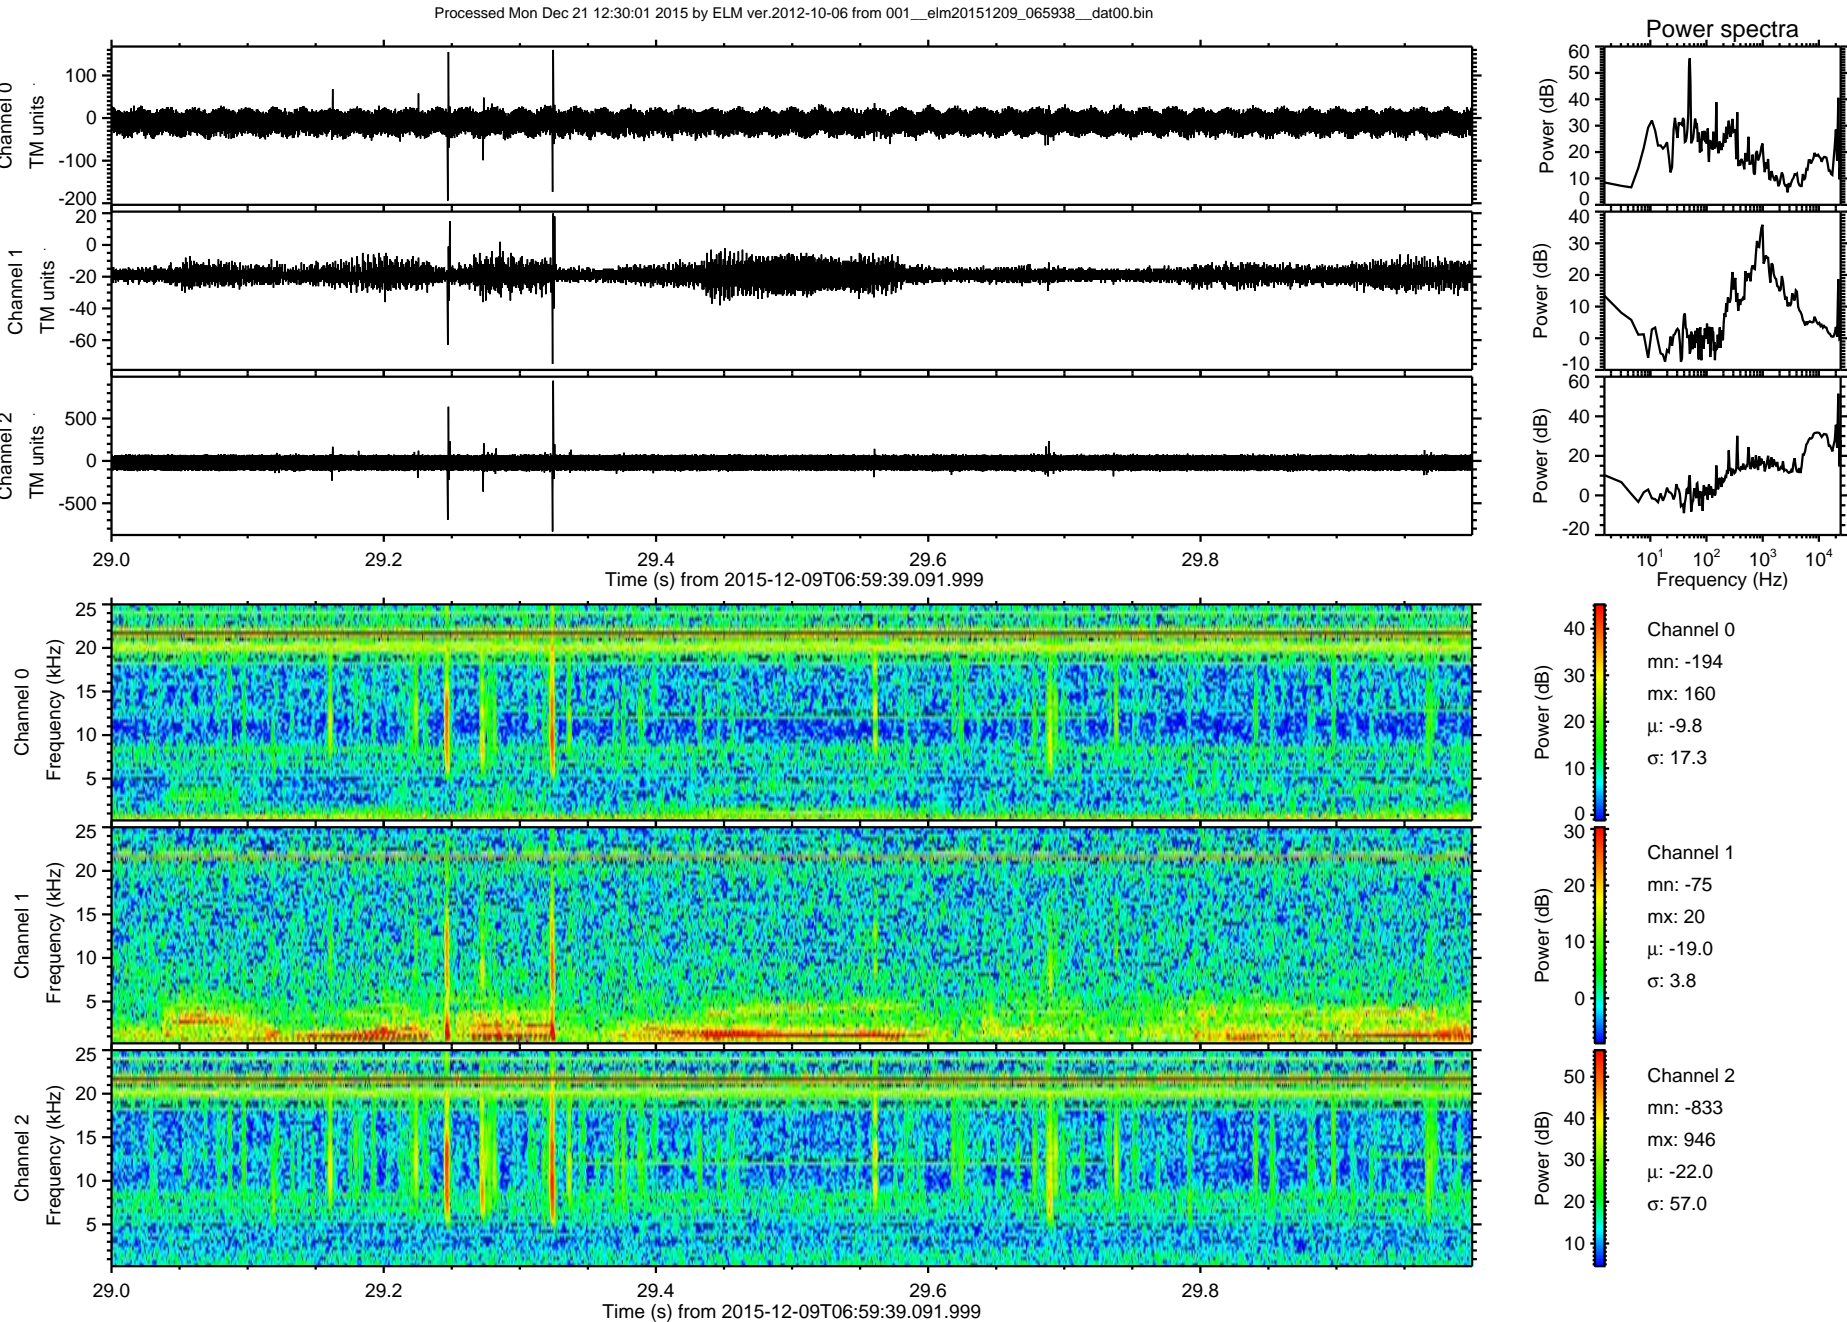 Processed Mon Dec 21 12:30:01 2015 by ELM ver.2012-10-06 from 001__elm20151209_065938__dat00.bin
Power spectra
Channel 0
TM units
100
0
-100
-200
Power (dB)
60
50
40
30
20
10
0
Channel 1
TM units
20
0
-20
-40
-60
Power (dB)
40
30
20
10
0
-10
Channel 2
TM units
500
0
-500
Power (dB)
60
40
20
0
-20
29.0 29.2 29.4 29.6 29.8
Time (s) from 2015-12-09T06:59:39.091.999
10¹ 10² 10³ 10⁴
Frequency (Hz)
Channel 0
Frequency (kHz)
25
20
15
10
5
Power (dB)
40
30
20
10
0
Channel 0
mn: -194
mx: 160
μ: -9.8
σ: 17.3
Channel 1
Frequency (kHz)
25
20
15
10
5
Power (dB)
30
20
10
0
Channel 1
mn: -75
mx: 20
μ: -19.0
σ: 3.8
Channel 2
Frequency (kHz)
25
20
15
10
5
Power (dB)
50
40
30
20
10
Channel 2
mn: -833
mx: 946
μ: -22.0
σ: 57.0
29.0 29.2 29.4 29.6 29.8
Time (s) from 2015-12-09T06:59:39.091.999